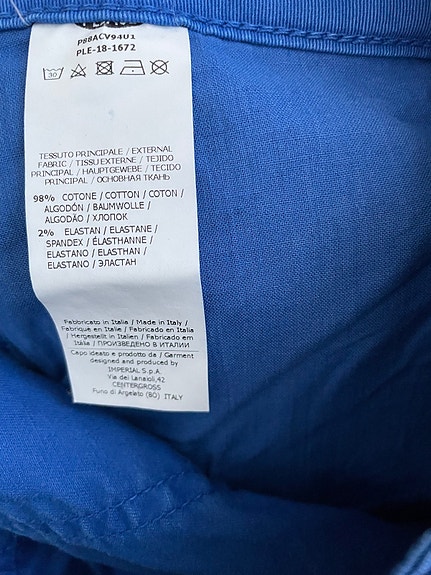 P88ACV94U1
PLE-18-1672
30
TESSUTO PRINCIPALE / EXTERNAL
FABRIC / TISSU EXTERNE / TEJIDO
PRINCIPAL / HAUPTGEWEBE / TECIDO
PRINCIPAL / ОСНОВНАЯ ТКАНЬ
98% COTONE / COTTON / COTON /
ALGODÓN / BAUMWOLLE /
ALGODÃO / ХЛОПОК
2% ELASTAN / ELASTANE /
SPANDEX / ÉLASTHANNE /
ELASTANO / ELASTHAN /
ELASTANO / ЭЛАСТАН
Fabbricato in Italia / Made in Italy /
Fabriqué en Italie / Fabricado en Italia
/ Hergestellt in Italien / Fabricado em
Itália / ПРОИЗВЕДЕНО В ИТАЛИИ
Capo ideato e prodotto da / Garment
designed and produced by
IMPERIAL S.p.A.
Via dei Lanaioli,42
CENTERGROSS
Funo di Argelato (BO) ITALY